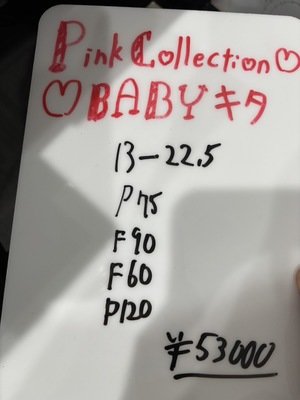 Pink Collection♡
♡BABYキタ
13-22.5
P75
F90
F60
P120
¥53000